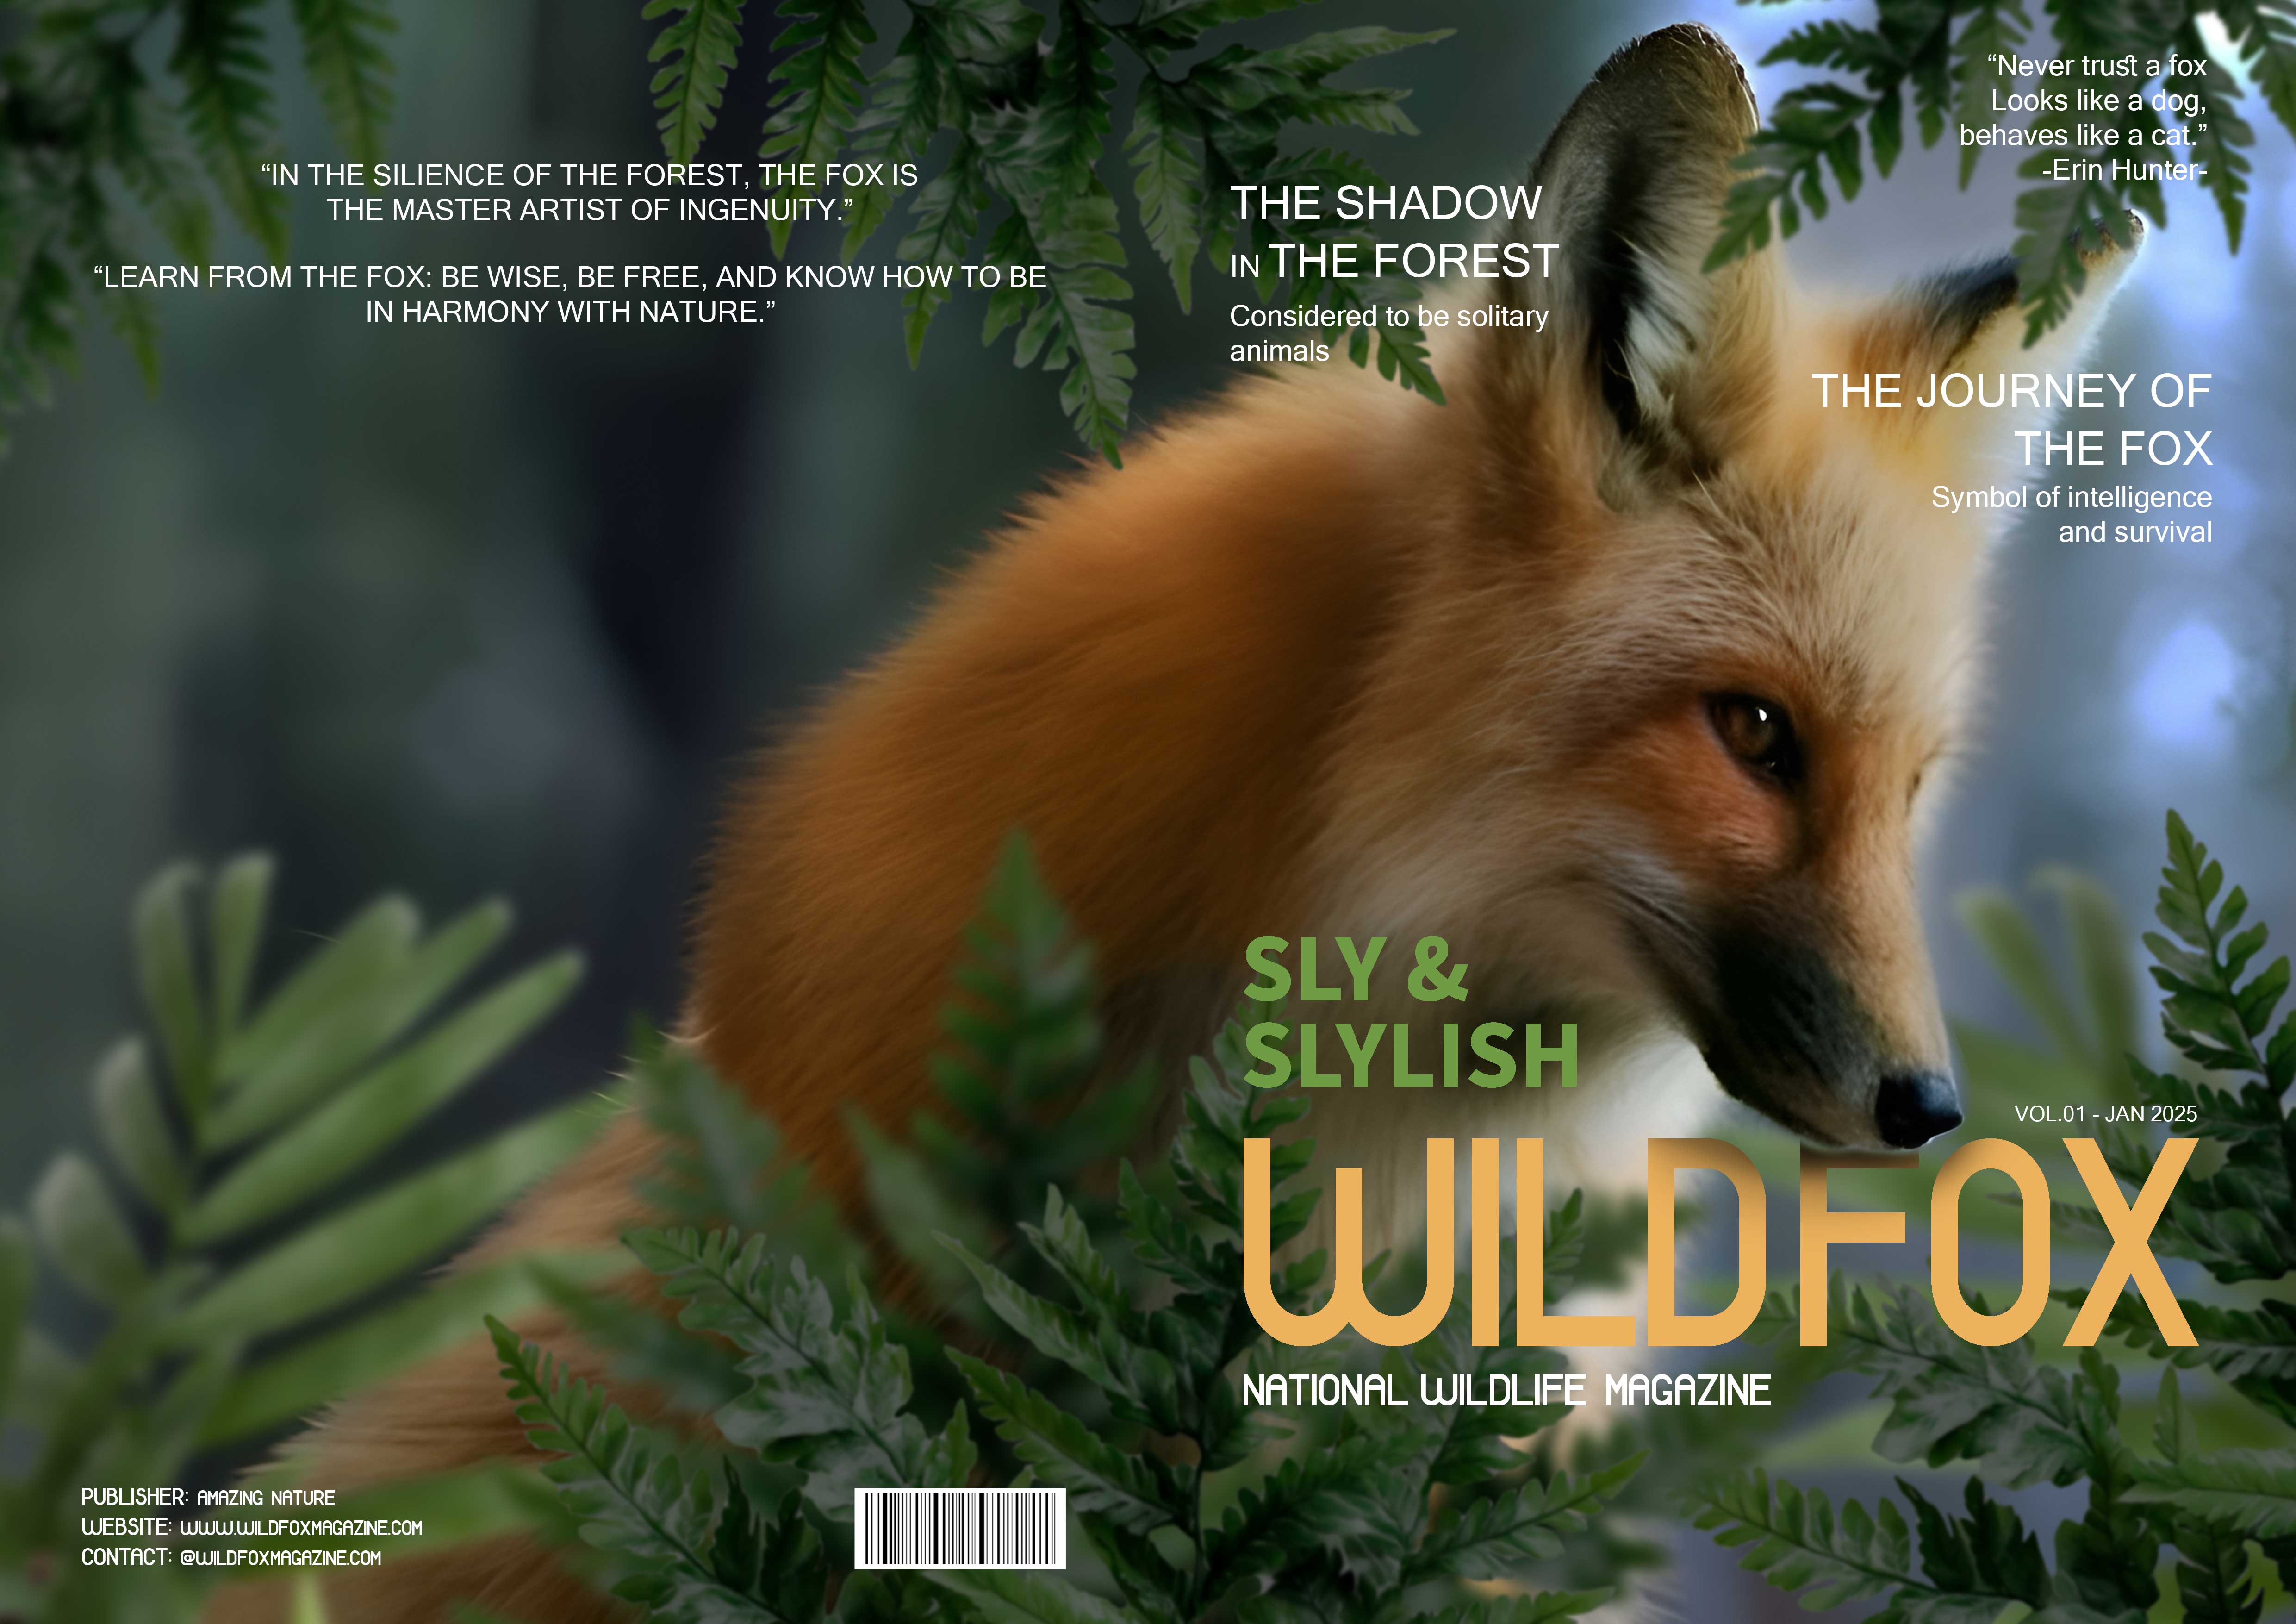 “IN THE SILIENCE OF THE FOREST, THE FOX IS
THE MASTER ARTIST OF INGENUITY.”
“LEARN FROM THE FOX: BE WISE, BE FREE, AND KNOW HOW TO BE
IN HARMONY WITH NATURE.”
PUBLISHER: AMAZING NATURE
WEBSITE: WWW.WILDFOXMAGAZINE.COM
CONTACT: @WILDFOXMAGAZINE.COM
“Never trust a fox
Looks like a dog,
behaves like a cat.”
-Erin Hunter-
THE SHADOW
IN THE FOREST
Considered to be solitary
animals
THE JOURNEY OF
THE FOX
Symbol of intelligence
and survival
SLY &
SLYLISH
VOL.01 - JAN 2025
WILDFOX
NATIONAL WILDLIFE MAGAZINE